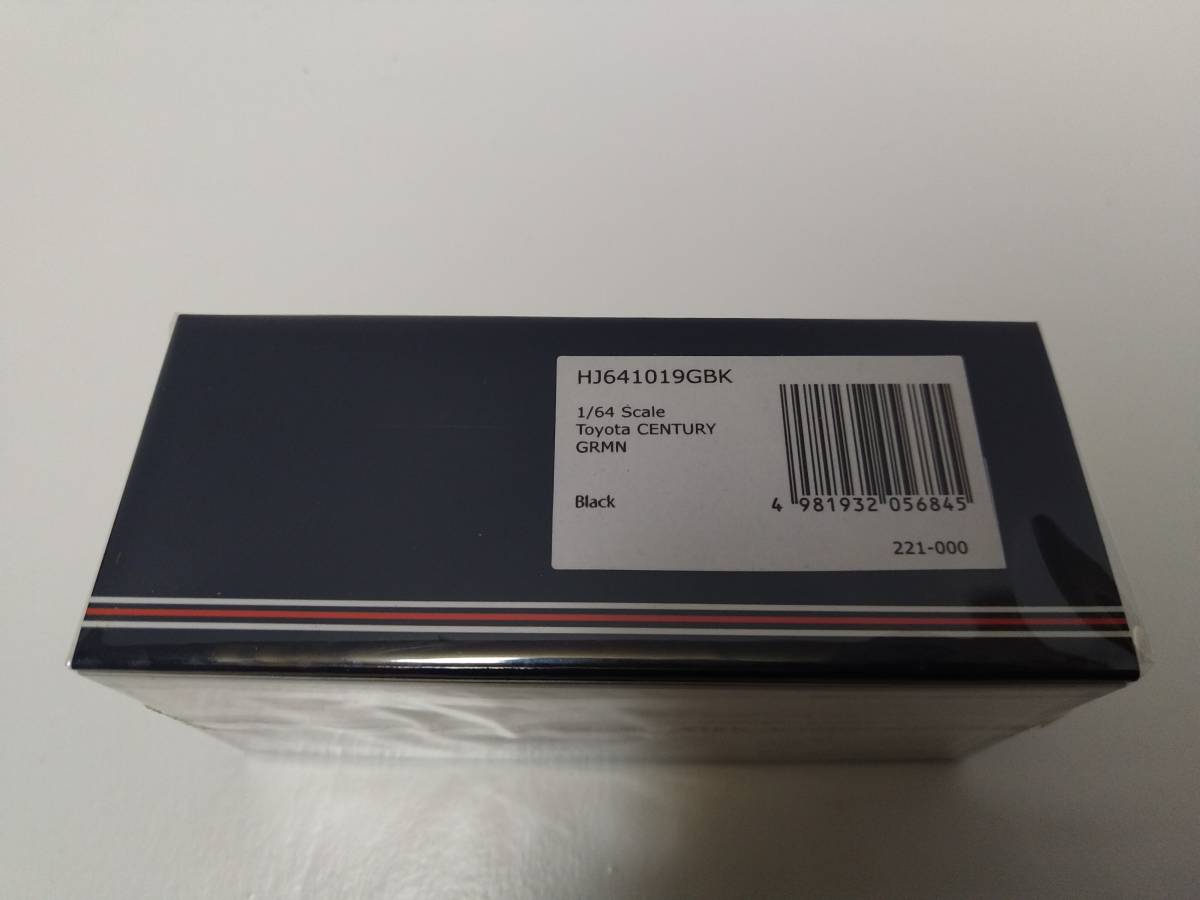 HJ641019GBK
1/64 Scale
Toyota CENTURY
GRMN
Black
4 981932 056845
221-000